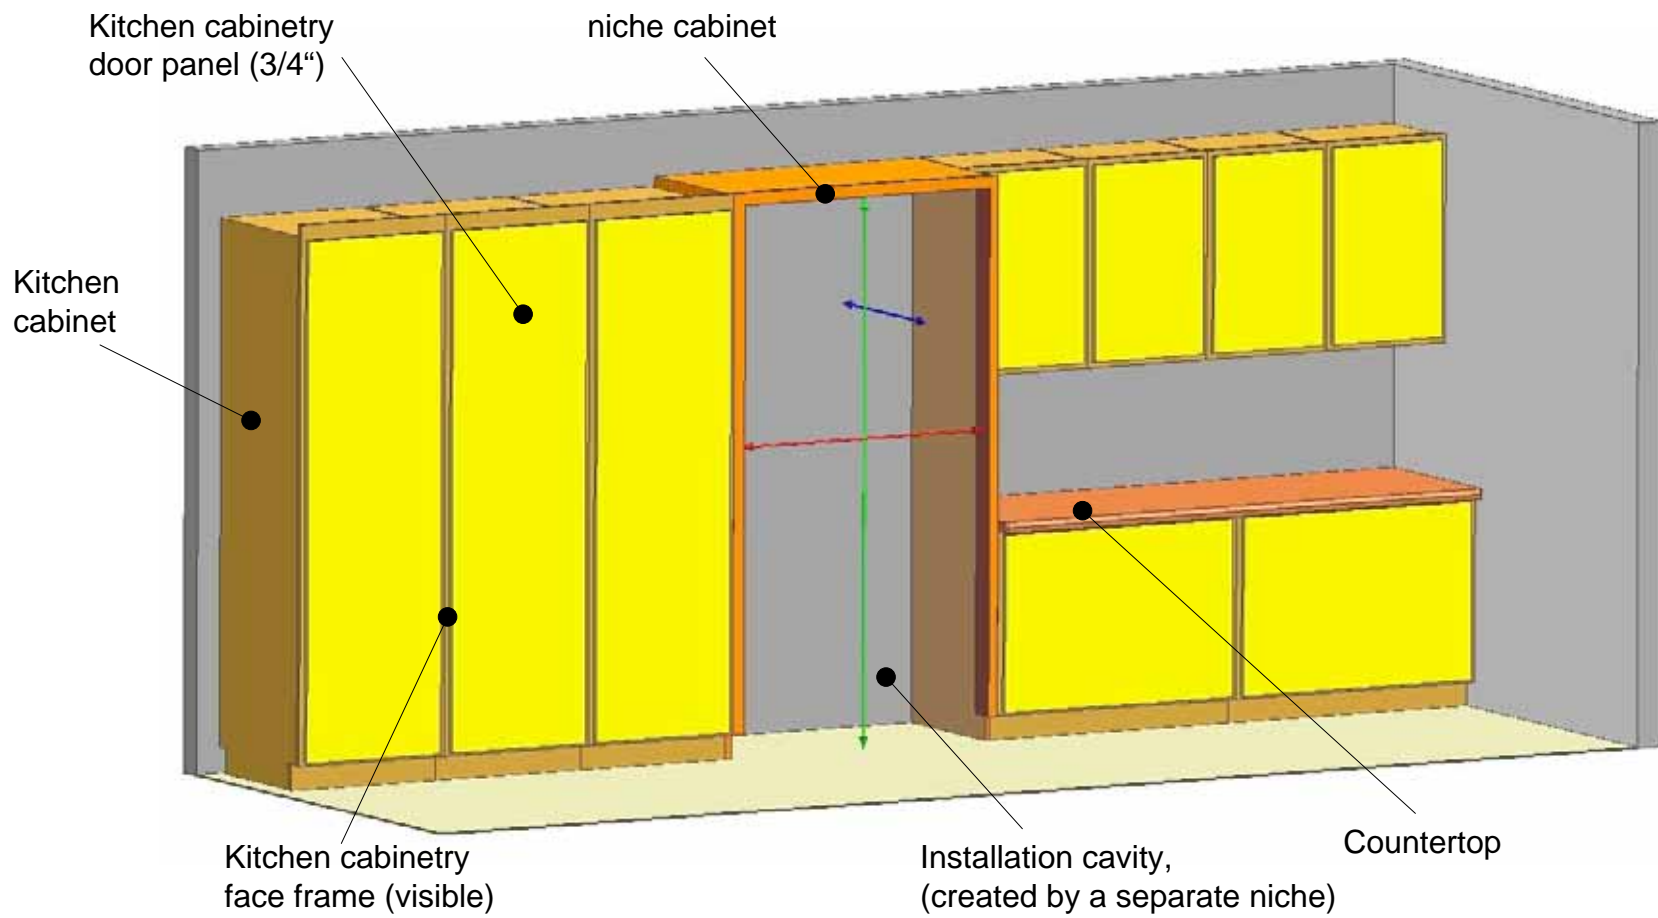 Kitchen cabinetry
door panel (3/4“)
niche cabinet
Kitchen
cabinet
Kitchen cabinetry
face frame (visible)
Installation cavity,
(created by a separate niche)
Countertop